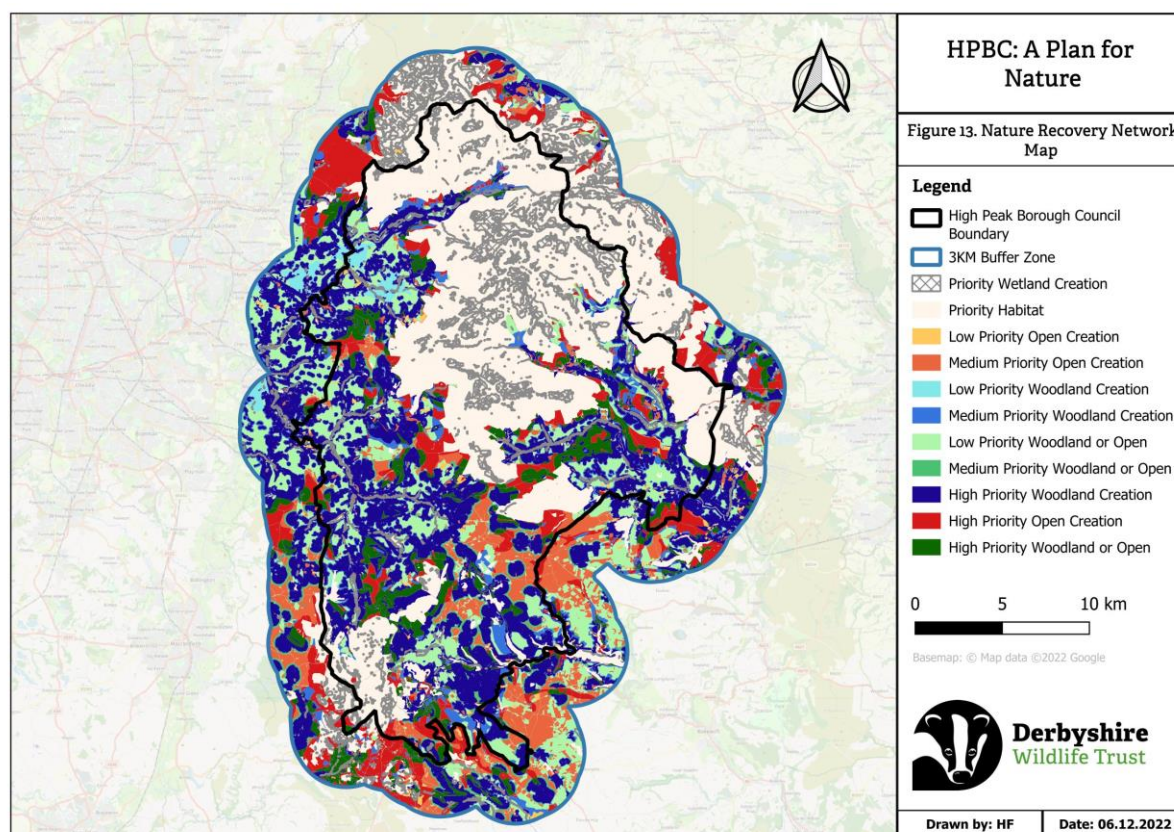 HPBC: A Plan for
Nature
Figure 13. Nature Recovery Network
Map
Legend
High Peak Borough Council
Boundary
3KM Buffer Zone
Priority Wetland Creation
Priority Habitat
Low Priority Open Creation
Medium Priority Open Creation
Low Priority Woodland Creation
Medium Priority Woodland Creation
Low Priority Woodland or Open
Medium Priority Woodland or Open
High Priority Woodland Creation
High Priority Open Creation
High Priority Woodland or Open
0 5 10 km
Basemap: © Map data ©2022 Google
Derbyshire
Wildlife Trust
Drawn by: HF Date: 06.12.2022